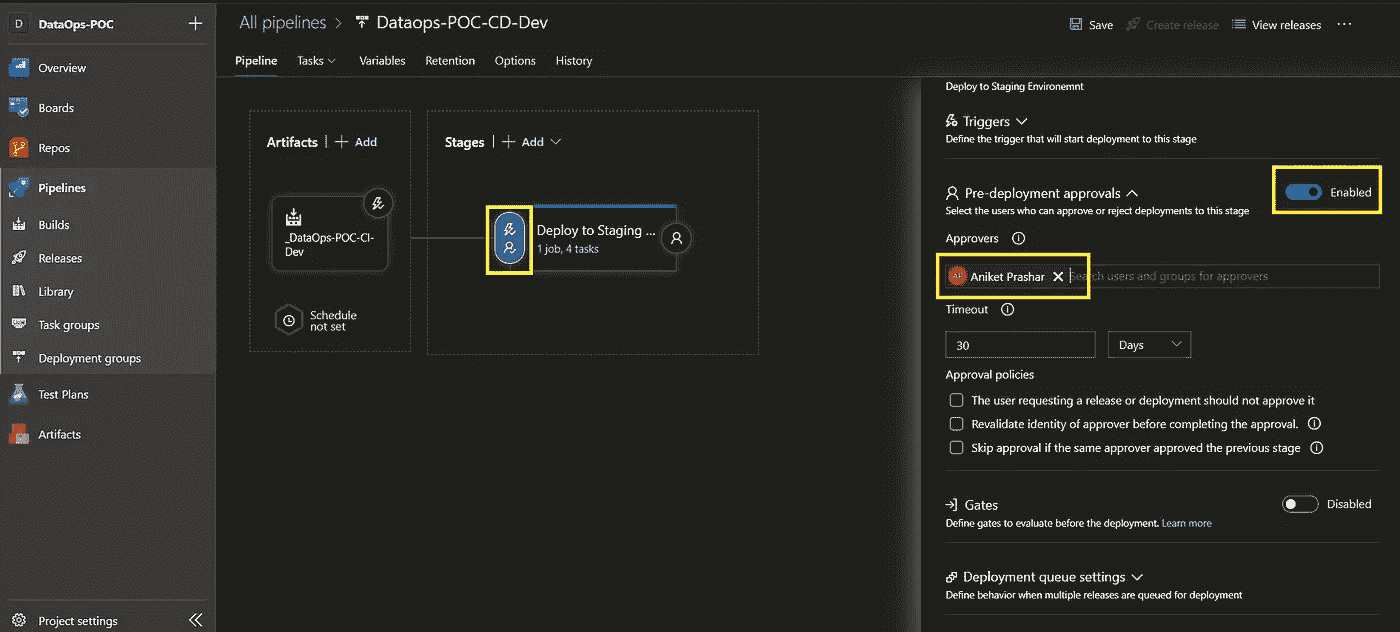 D DataOps-POC
Overview
Boards
Repos
Pipelines
Builds
Releases
Library
Task groups
Deployment groups
Test Plans
Artifacts
Project settings
All pipelines > Dataops-POC-CD-Dev
Save Create release View releases
Pipeline Tasks Variables Retention Options History
Artifacts | + Add
_DataOps-POC-CI-
Dev
Schedule
not set
Stages | + Add
Deploy to Staging ...
1 job, 4 tasks
Deploy to Staging Environemnt
Triggers
Define the trigger that will start deployment to this stage
Pre-deployment approvals Enabled
Select the users who can approve or reject deployments to this stage
Approvers
AP Aniket Prashar Search users and groups for approvers
Timeout
30 Days
Approval policies
The user requesting a release or deployment should not approve it
Revalidate identity of approver before completing the approval.
Skip approval if the same approver approved the previous stage
Gates Disabled
Define gates to evaluate before the deployment. Learn more
Deployment queue settings
Define behavior when multiple releases are queued for deployment